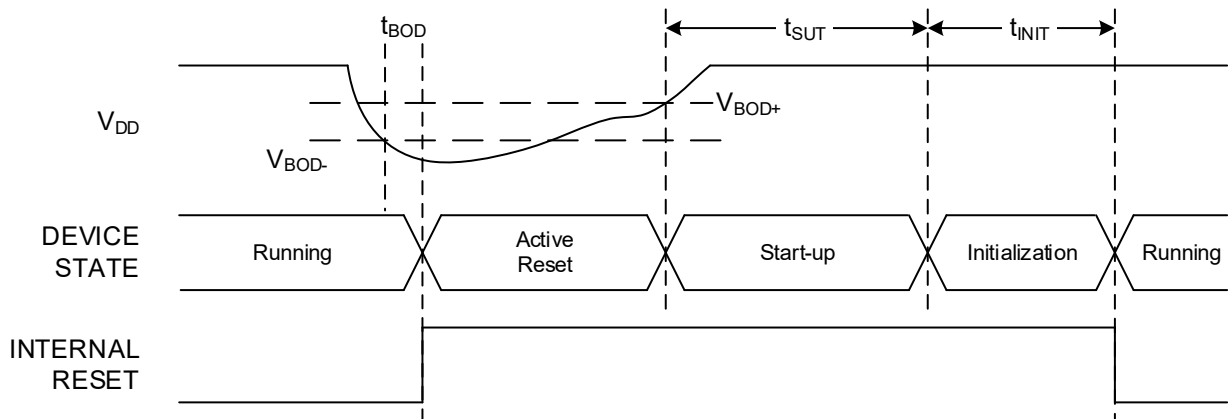 tBOD
tSUT
tINIT
VDD
VBOD+
VBOD-
DEVICE
STATE
Running
Active
Reset
Start-up
Initialization
Running
INTERNAL
RESET